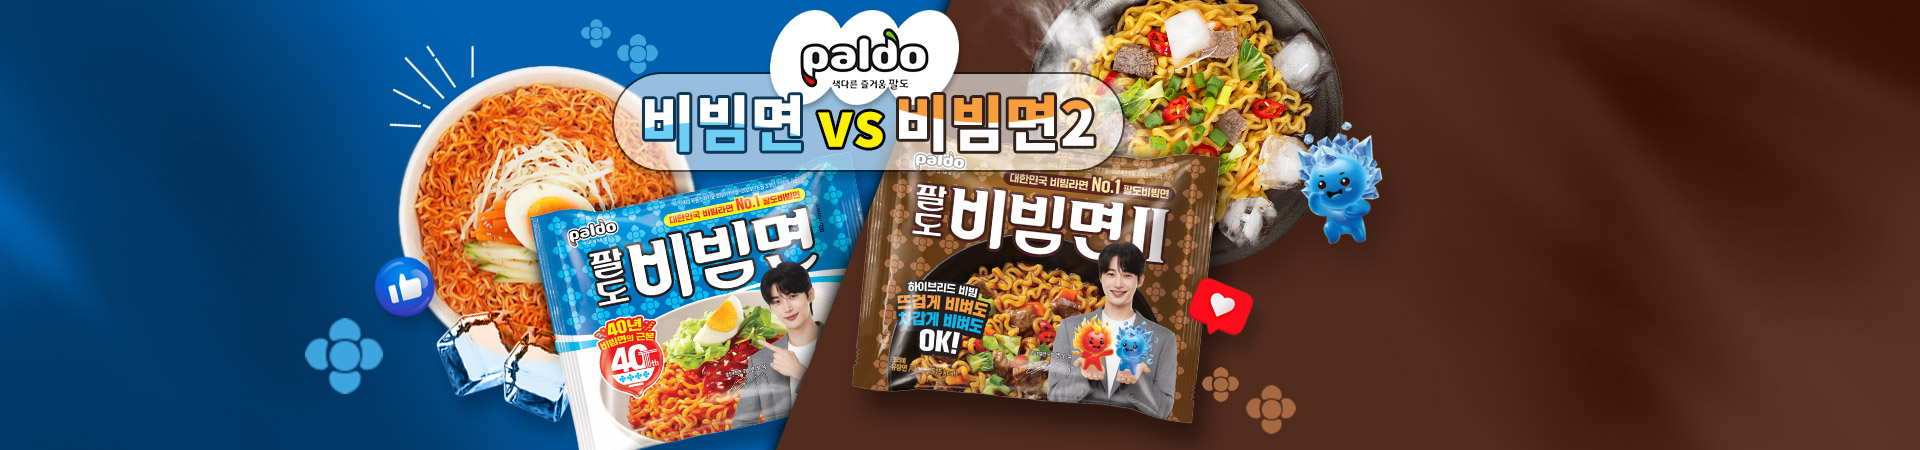 paldo
색다른 즐거움 팔도
비빔면 VS 비빔면2
대한민국 비빔라면 No.1 팔도비빔면
paldo
팔도 비빔면
40년
비빔면의 근본
40th
paldo
대한민국 비빔라면 No.1 팔도비빔면
팔도 비빔면II
하이브리드 비빔
뜨겁게 비벼도
차갑게 비벼도
OK!